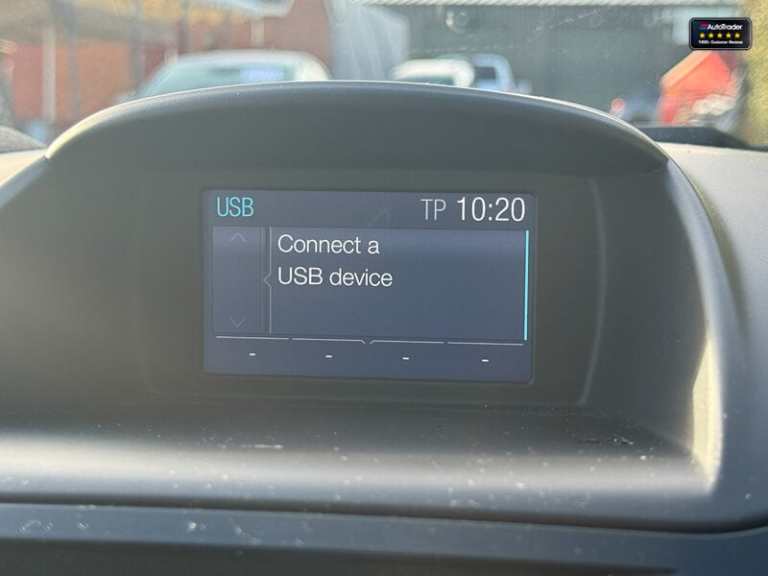 AutoTrader
USB
TP 10:20
Connect a
USB device
- - - -